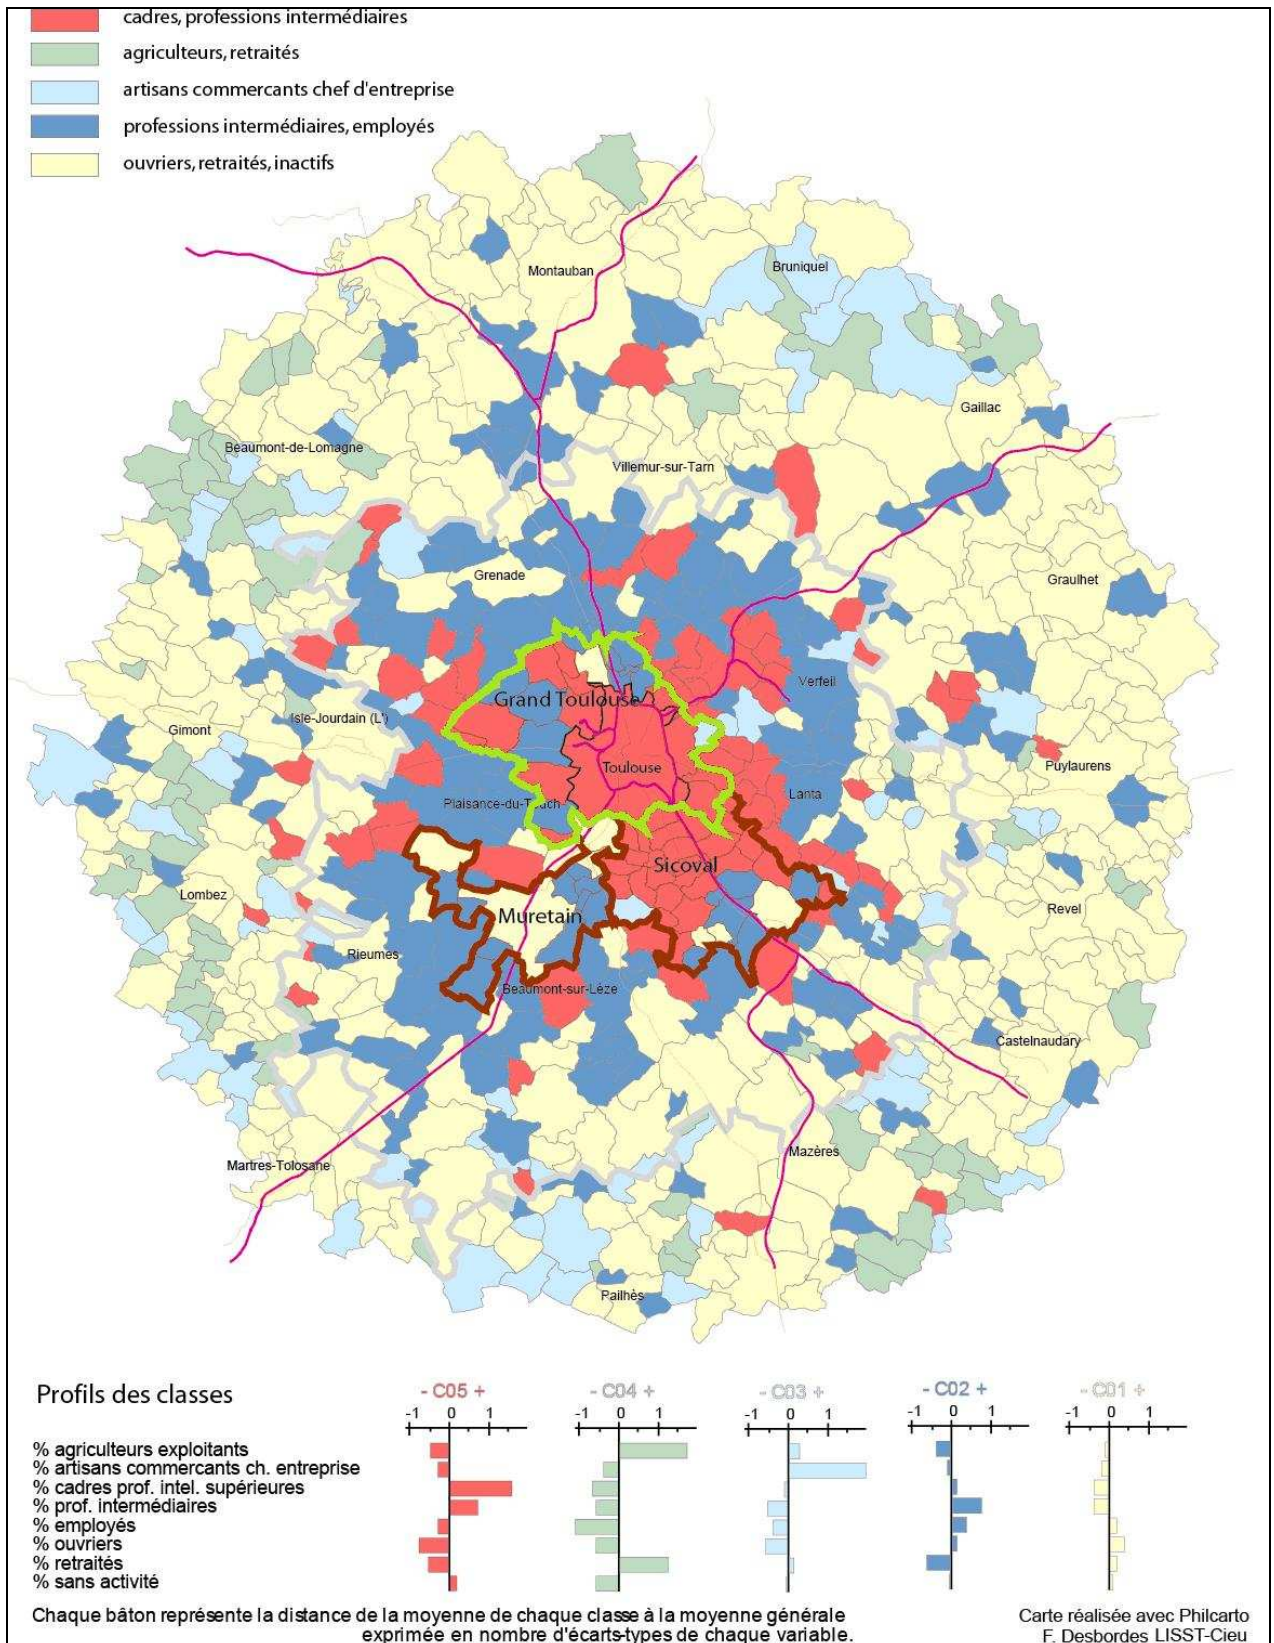 cadres, professions intermédiaires
agriculteurs, retraités
artisans commercants chef d'entreprise
professions intermédiaires, employés
ouvriers, retraités, inactifs
Montauban
Bruniquel
Gaillac
Beaumont-de-Lomagne
Villemur-sur-Tarn
Grenade
Graulhet
Verfeil
Grand Toulouse
Isle-Jourdain (L')
Gimont
Toulouse
Puylaurens
Plaisance-du-Touch
Lanta
Sicoval
Lombez
Muretain
Revel
Rieumes
Beaumont-sur-Lèze
Castelnaudary
Mazères
Martres-Tolosane
Pailhès
Profils des classes
- C05 + - C04 + - C03 + - C02 + - C01 +
-1 0 1 -1 0 1 -1 0 1 -1 0 1 -1 0 1
% agriculteurs exploitants
% artisans commercants ch. entreprise
% cadres prof. intel. supérieures
% prof. intermédiaires
% employés
% ouvriers
% retraités
% sans activité
Chaque bâton représente la distance de la moyenne de chaque classe à la moyenne générale
exprimée en nombre d'écarts-types de chaque variable.
Carte réalisée avec Philcarto
F. Desbordes LISST-Cieu